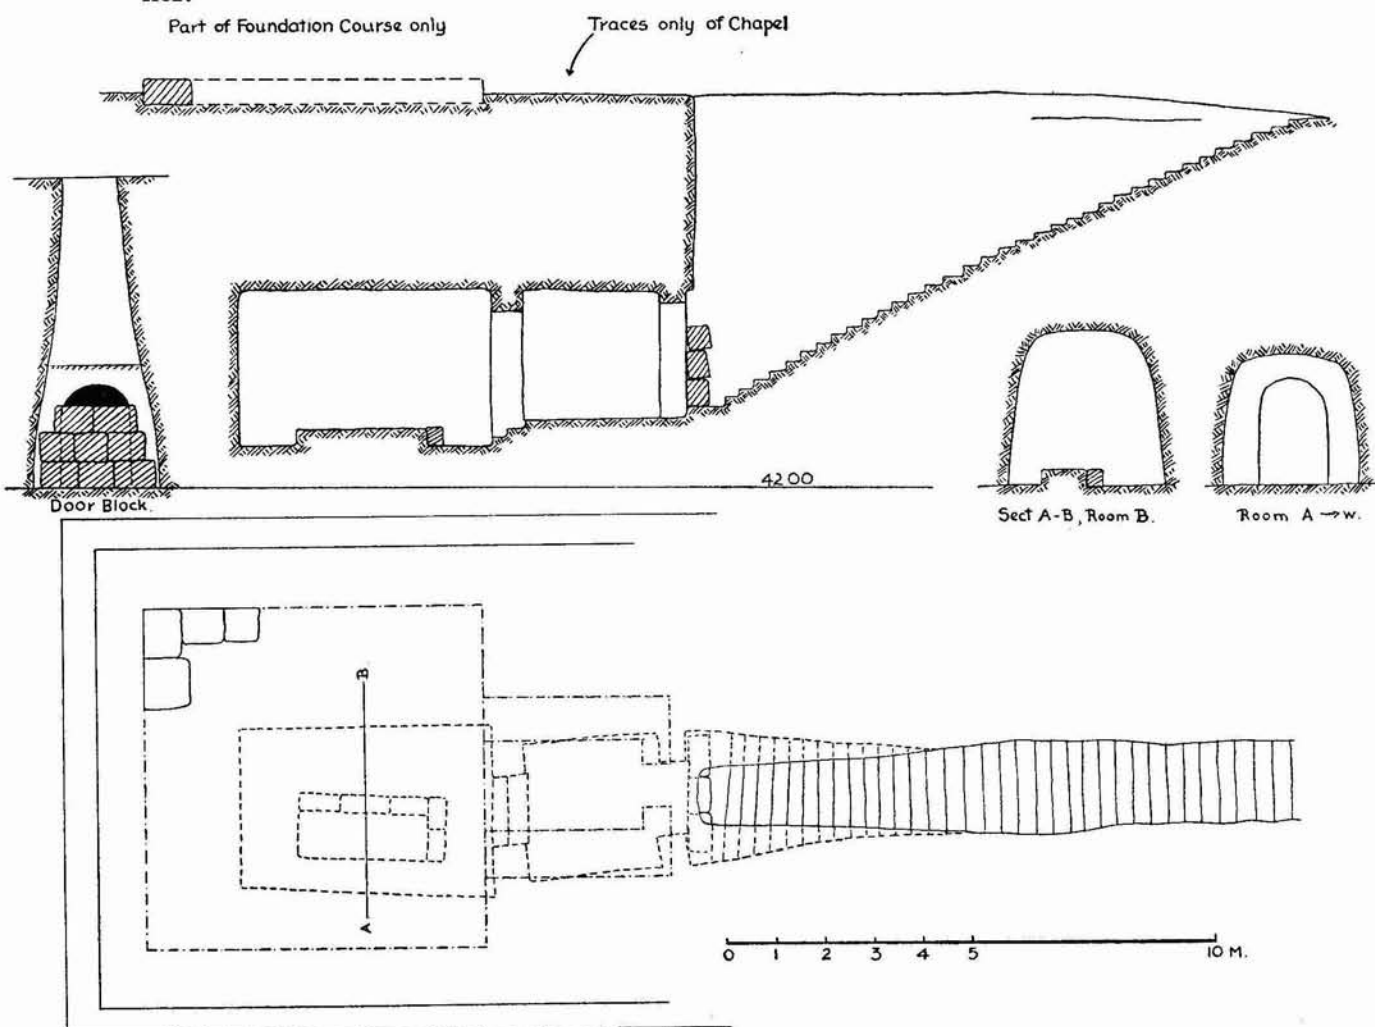 Part of Foundation Course only
Traces only of Chapel
4200
Door Block.
Sect A-B, Room B.
Room A → w.
B
A
0 1 2 3 4 5 10 M.